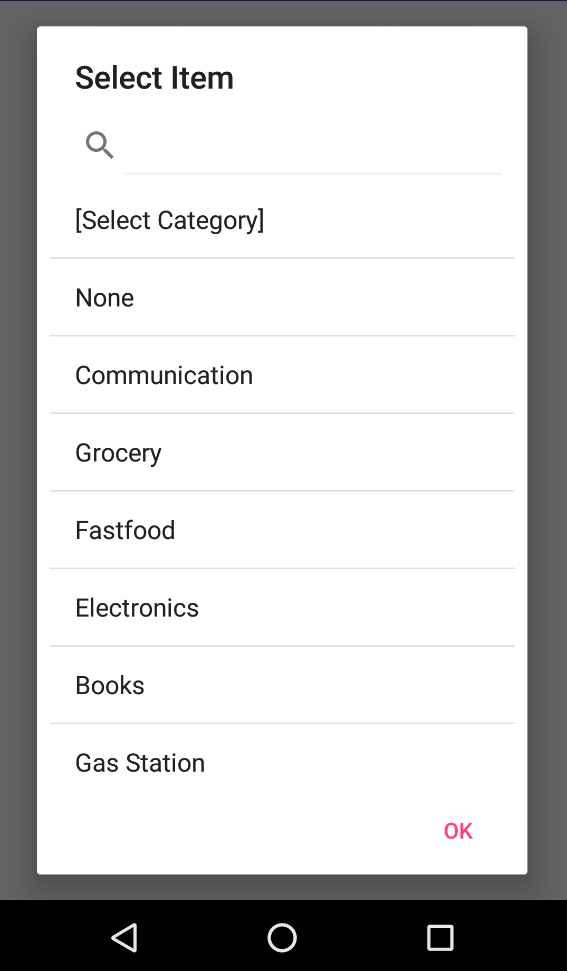 Select Item
[Select Category]
None
Communication
Grocery
Fastfood
Electronics
Books
Gas Station
OK